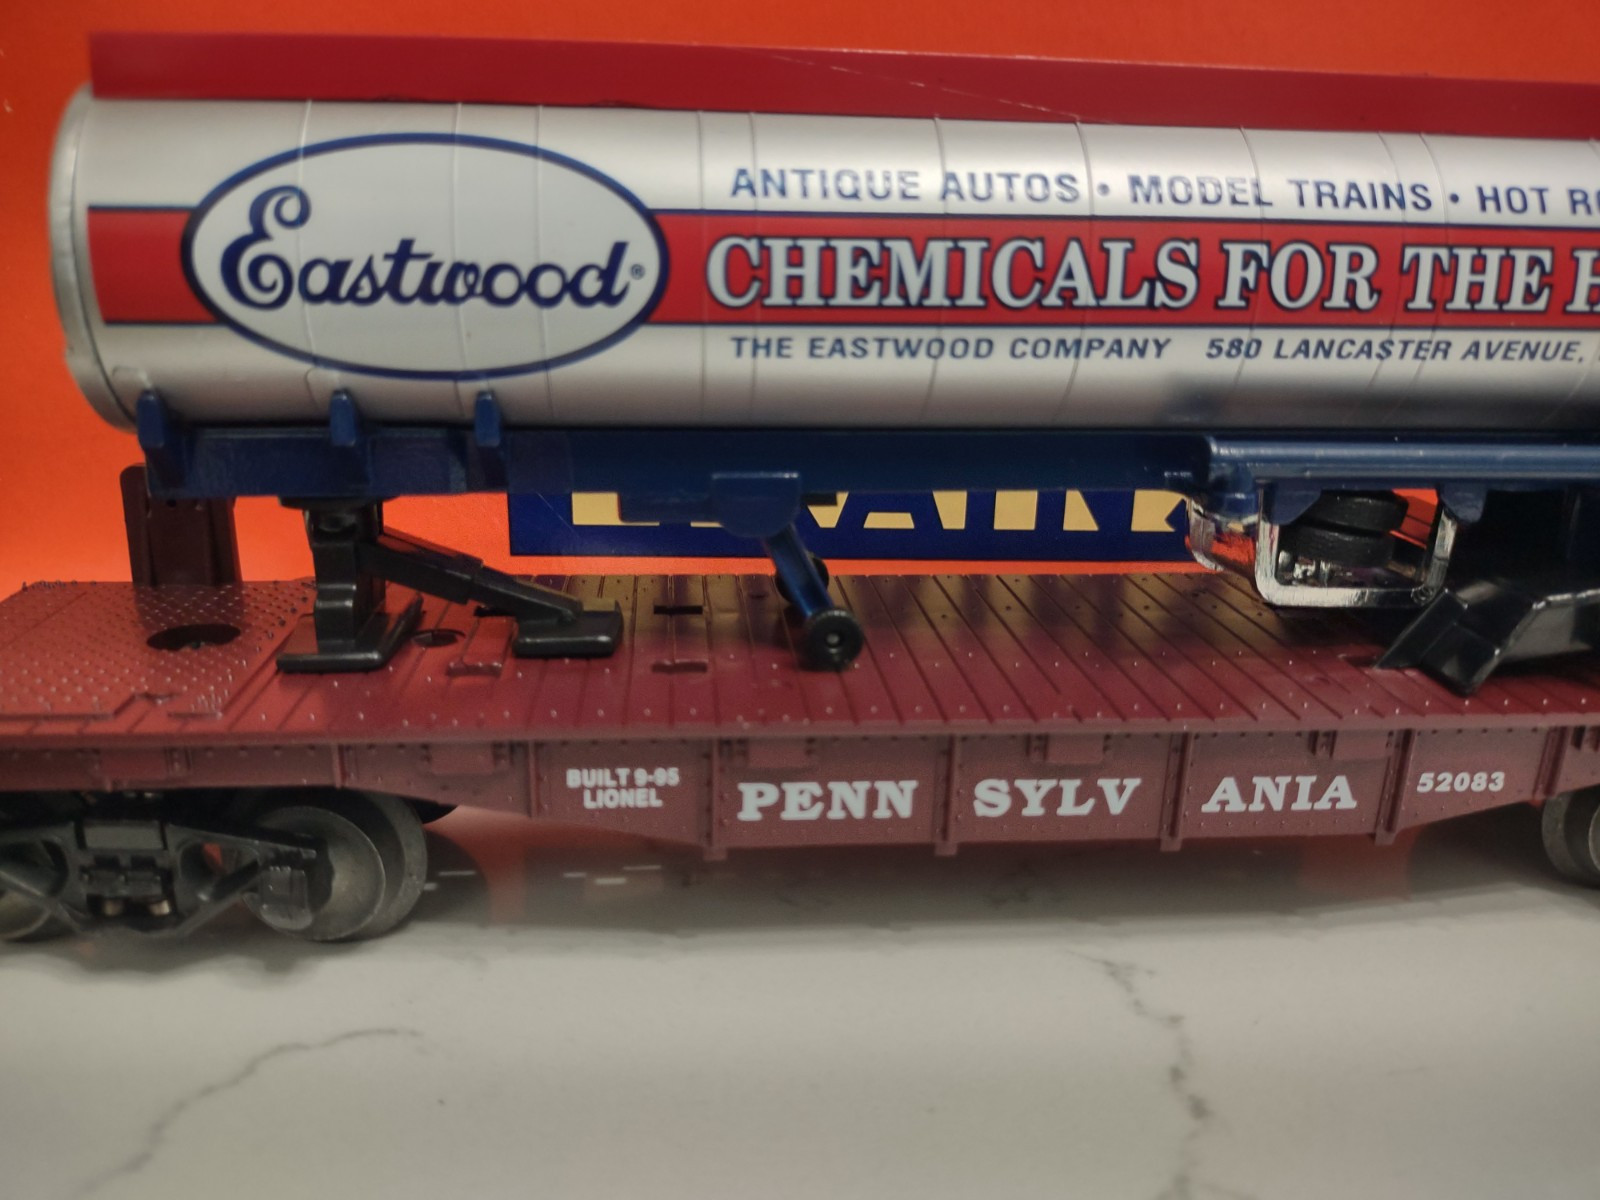 ANTIQUE AUTOS • MODEL TRAINS • HOT
Eastwood®
CHEMICALS FOR THE
THE EASTWOOD COMPANY 580 LANCASTER AVENUE,
BUILT 9-95
LIONEL
PENN SYLV ANIA 52083